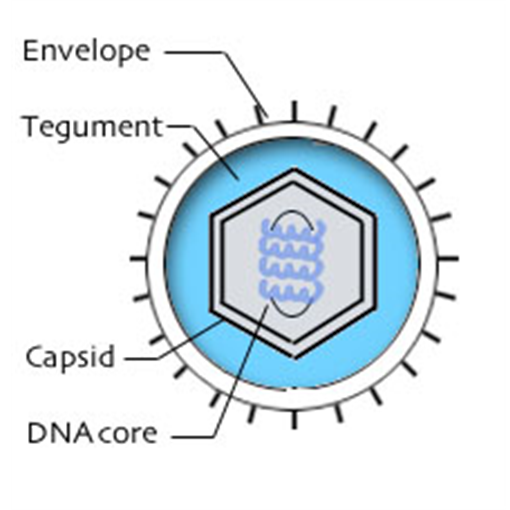 Envelope
Tegument
Capsid
DNA core